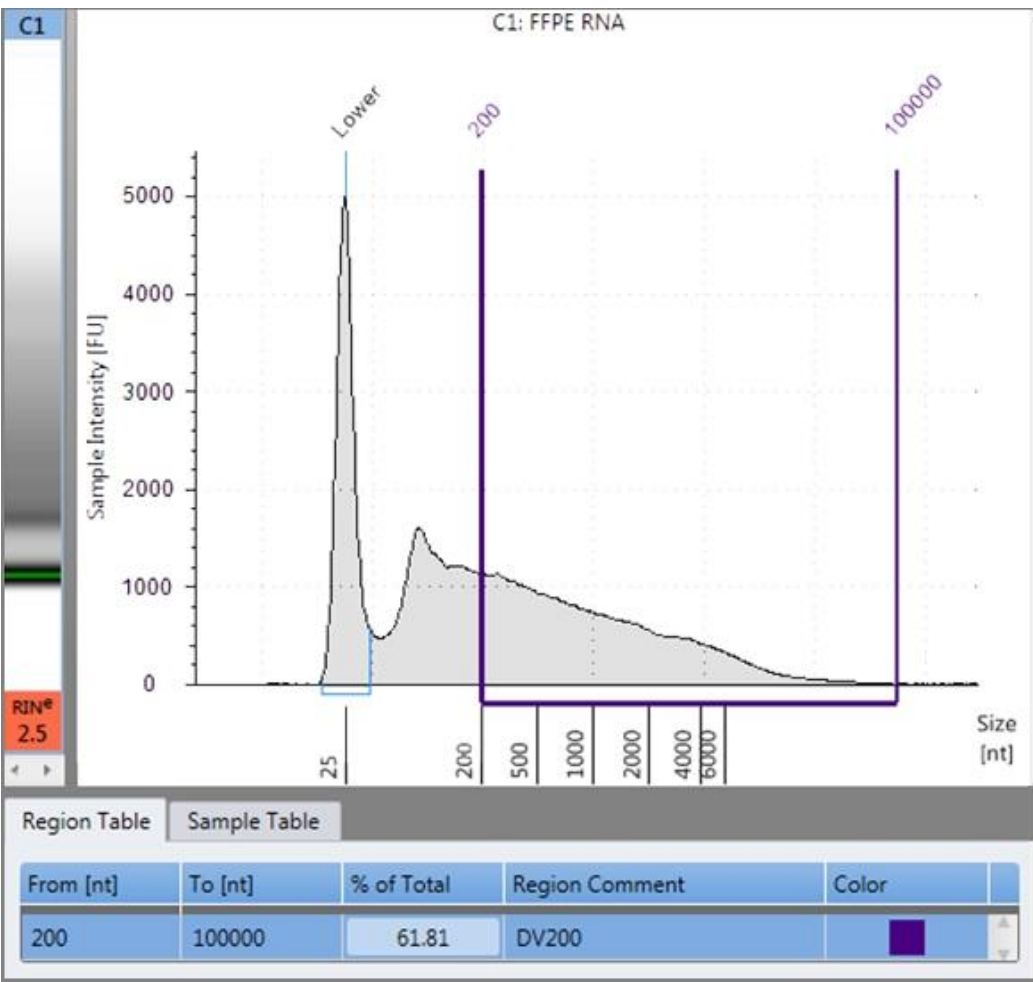 C1
C1: FFPE RNA
Lower
200
100000
5000
4000
3000
2000
1000
0
Sample Intensity [FU]
RINe
2.5
25
200
500
1000
2000
4000
6000
Size
[nt]
Region Table Sample Table
From [nt] To [nt] % of Total Region Comment Color
200 100000 61.81 DV200